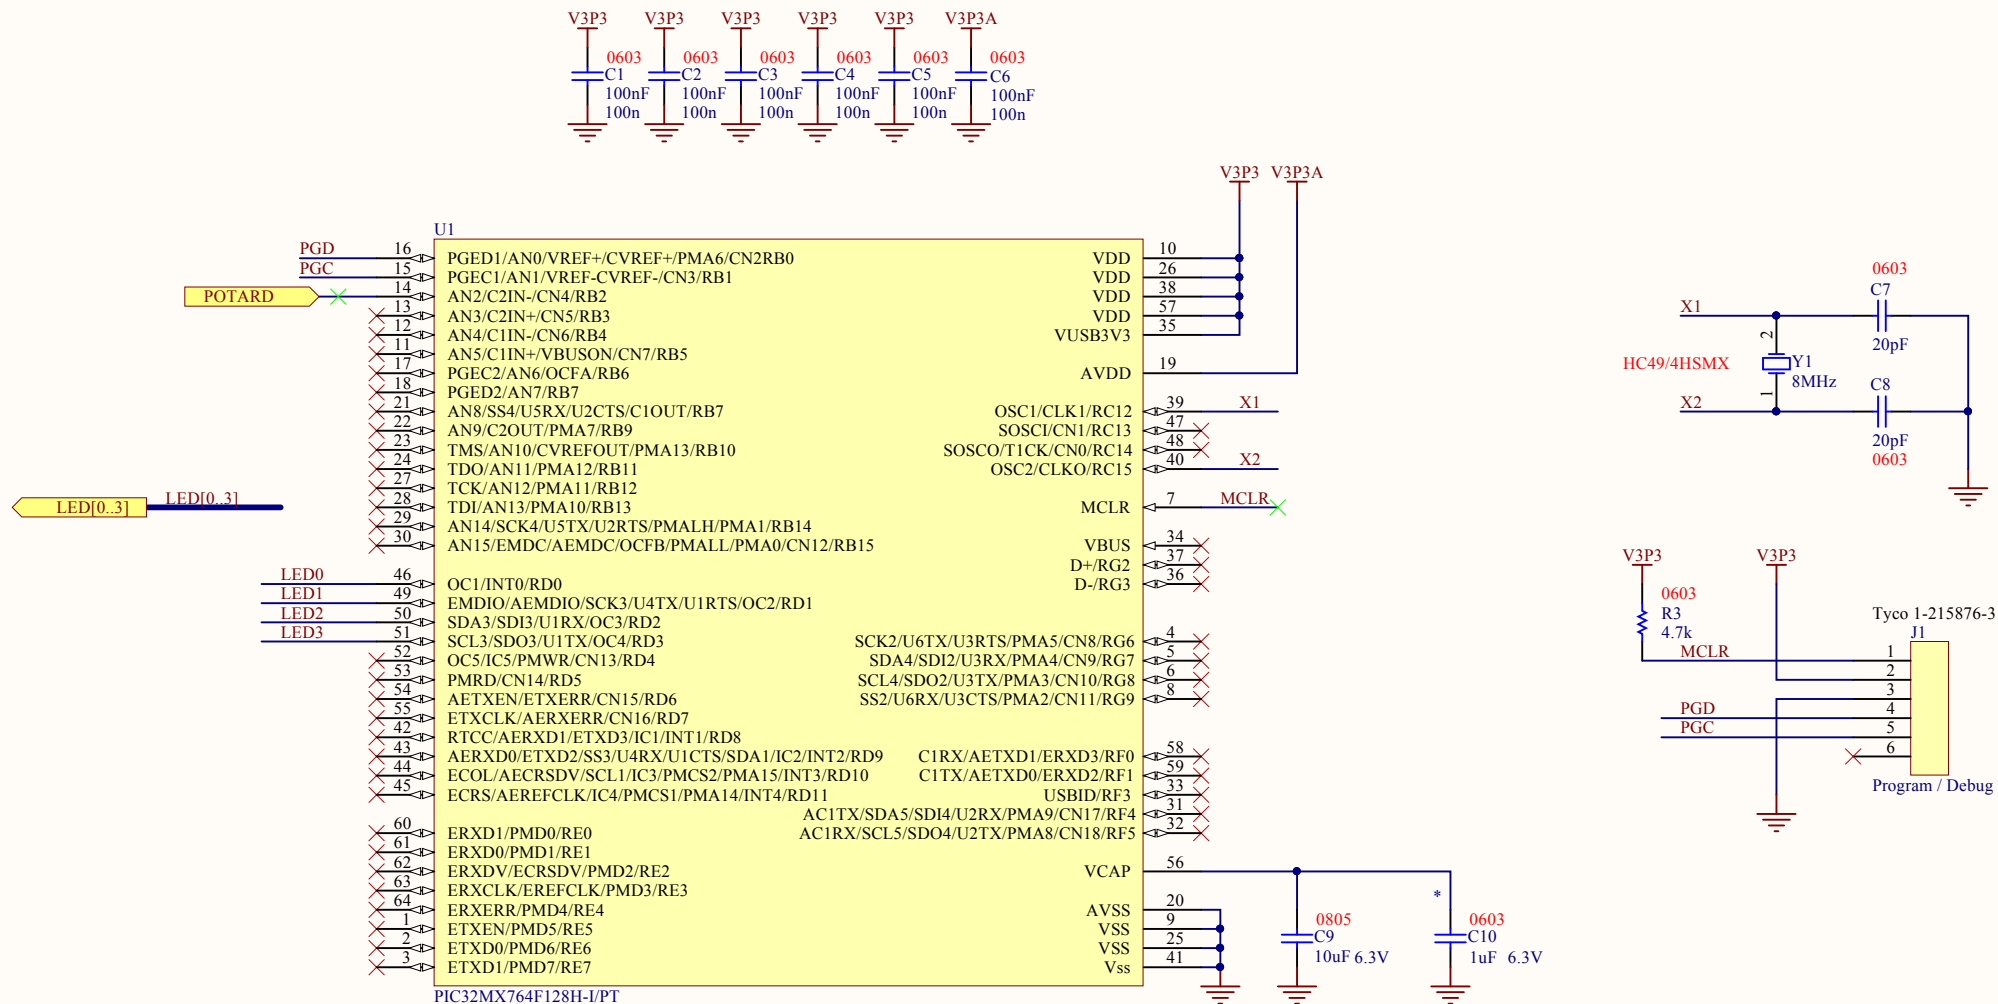 V3P3 V3P3 V3P3 V3P3 V3P3 V3P3A
0603 0603 0603 0603 0603 0603
C1 C2 C3 C4 C5 C6
100nF 100nF 100nF 100nF 100nF 100nF
100n 100n 100n 100n 100n 100n
V3P3 V3P3A
U1
PGD 16 PGED1/AN0/VREF+/CVREF+/PMA6/CN2RB0
PGC 15 PGEC1/AN1/VREF-CVREF-/CN3/RB1
POTARD 14 AN2/C2IN-/CN4/RB2
13 AN3/C2IN+/CN5/RB3
12 AN4/C1IN-/CN6/RB4
11 AN5/C1IN+/VBUSON/CN7/RB5
17 PGEC2/AN6/OCFA/RB6
18 PGED2/AN7/RB7
21 AN8/SS4/U5RX/U2CTS/C1OUT/RB7
22 AN9/C2OUT/PMA7/RB9
23 TMS/AN10/CVREFOUT/PMA13/RB10
24 TDO/AN11/PMA12/RB11
27 TCK/AN12/PMA11/RB12
28 TDI/AN13/PMA10/RB13
29 AN14/SCK4/U5TX/U2RTS/PMALH/PMA1/RB14
30 AN15/EMDC/AEMDC/OCFB/PMALL/PMA0/CN12/RB15
LED[0..3] LED[0..3]
LED0 46 OC1/INT0/RD0
LED1 49 EMDIO/AEMDIO/SCK3/U4TX/U1RTS/OC2/RD1
LED2 50 SDA3/SDI3/U1RX/OC3/RD2
LED3 51 SCL3/SDO3/U1TX/OC4/RD3
52 OC5/IC5/PMWR/CN13/RD4
53 PMRD/CN14/RD5
54 AETXEN/ETXERR/CN15/RD6
55 ETXCLK/AERXERR/CN16/RD7
42 RTCC/AERXD1/ETXD3/IC1/INT1/RD8
43 AERXD0/ETXD2/SS3/U4RX/U1CTS/SDA1/IC2/INT2/RD9
44 ECOL/AECRSDV/SCL1/IC3/PMCS2/PMA15/INT3/RD10
45 ECRS/AEREFCLK/IC4/PMCS1/PMA14/INT4/RD11
60 ERXD1/PMD0/RE0
61 ERXD0/PMD1/RE1
62 ERXDV/ECRSDV/PMD2/RE2
63 ERXCLK/EREFCLK/PMD3/RE3
64 ERXERR/PMD4/RE4
1 ETXEN/PMD5/RE5
2 ETXD0/PMD6/RE6
3 ETXD1/PMD7/RE7
PIC32MX764F128H-I/PT
VDD 10
VDD 26
VDD 38
VDD 57
VUSB3V3 35
AVDD 19
OSC1/CLK1/RC12 39 X1
SOSCI/CN1/RC13 47
SOSCO/T1CK/CN0/RC14 48
OSC2/CLKO/RC15 40 X2
MCLR 7 MCLR
VBUS 34
D+/RG2 37
D-/RG3 36
SCK2/U6TX/U3RTS/PMA5/CN8/RG6 4
SDA4/SDI2/U3RX/PMA4/CN9/RG7 5
SCL4/SDO2/U3TX/PMA3/CN10/RG8 6
SS2/U6RX/U3CTS/PMA2/CN11/RG9 8
C1RX/AETXD1/ERXD3/RF0 58
C1TX/AETXD0/ERXD2/RF1 59
USBID/RF3 33
AC1TX/SDA5/SDI4/U2RX/PMA9/CN17/RF4 31
AC1RX/SCL5/SDO4/U2TX/PMA8/CN18/RF5 32
VCAP 56
AVSS 20
VSS 9
VSS 25
Vss 41
*
0805 0603
C9 C10
10uF 6.3V 1uF 6.3V
0603
C7
X1
20pF
2
HC49/4HSMX Y1
8MHz
1
C8
X2
20pF
0603
V3P3 V3P3
0603
R3
4.7k
Tyco 1-215876-3
J1
MCLR 1
2
3
PGD 4
PGC 5
6
Program / Debug